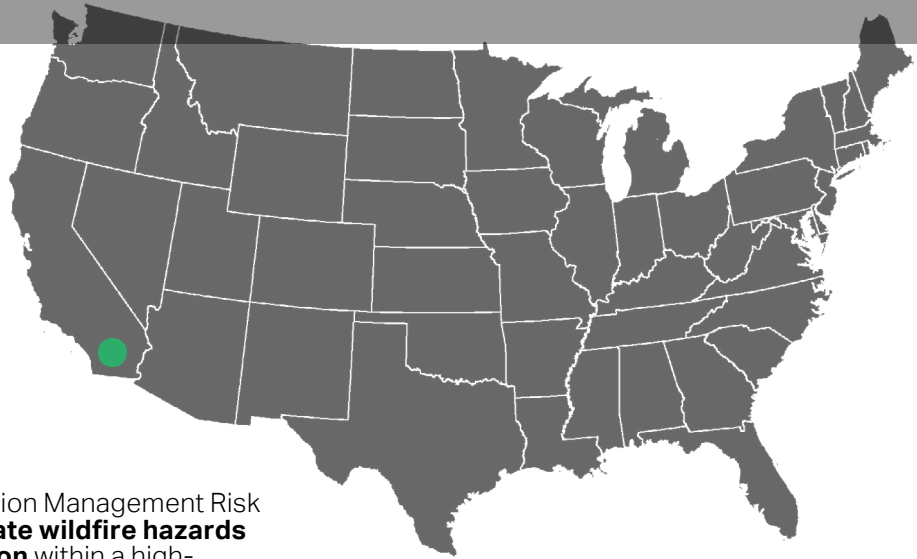 ion Management Risk
ate wildfire hazards
on within a high-